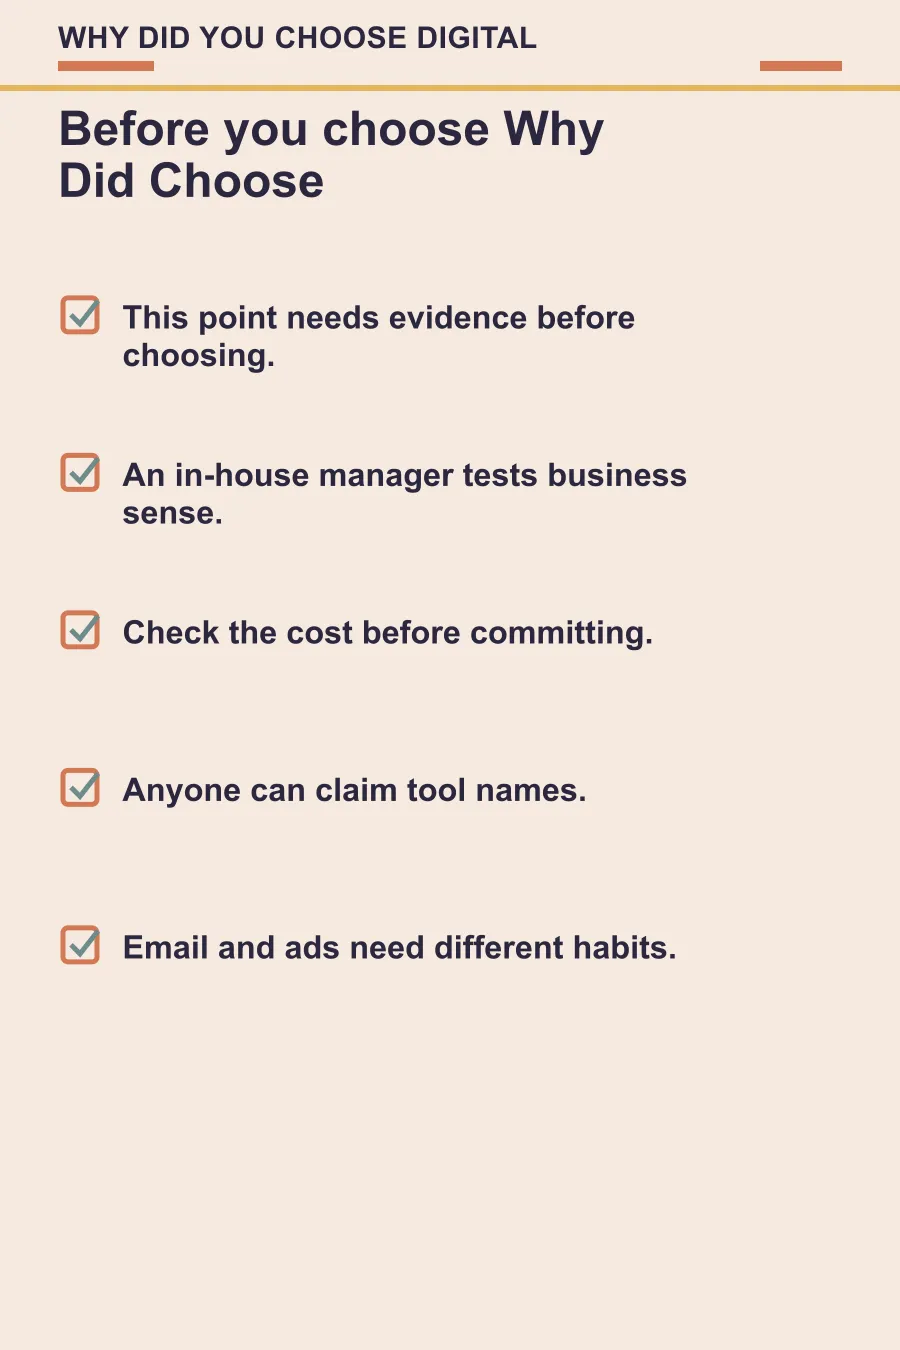 WHY DID YOU CHOOSE DIGITAL
Before you choose Why
Did Choose
This point needs evidence before
choosing.
An in-house manager tests business
sense.
Check the cost before committing.
Anyone can claim tool names.
Email and ads need different habits.